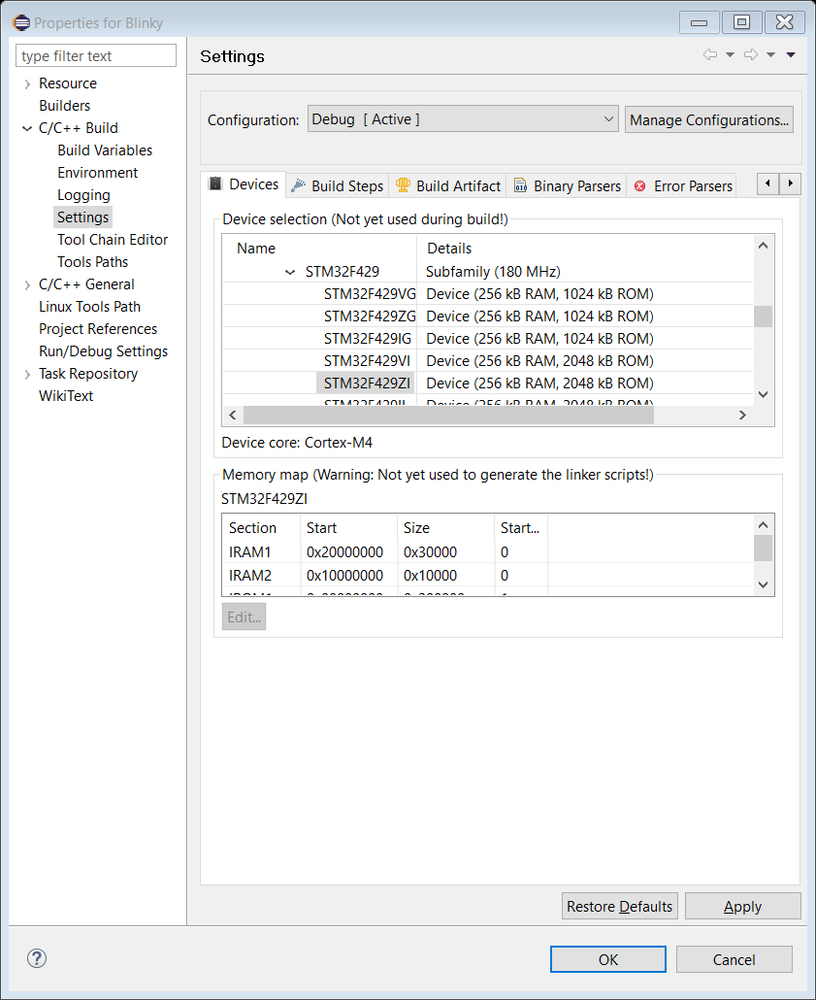 Properties for Blinky
type filter text
Resource
Builders
C/C++ Build
Build Variables
Environment
Logging
Settings
Tool Chain Editor
Tools Paths
C/C++ General
Linux Tools Path
Project References
Run/Debug Settings
Task Repository
WikiText
Settings
Configuration: Debug [ Active ] Manage Configurations...
Devices Build Steps Build Artifact Binary Parsers Error Parsers
Device selection (Not yet used during build!)
Name Details
STM32F429 Subfamily (180 MHz)
STM32F429VG Device (256 kB RAM, 1024 kB ROM)
STM32F429ZG Device (256 kB RAM, 1024 kB ROM)
STM32F429IG Device (256 kB RAM, 1024 kB ROM)
STM32F429VI Device (256 kB RAM, 2048 kB ROM)
STM32F429ZI Device (256 kB RAM, 2048 kB ROM)
Device (256 kB RAM, 2048 kB ROM)
Device core: Cortex-M4
Memory map (Warning: Not yet used to generate the linker scripts!)
STM32F429ZI
Section Start Size Start...
IRAM1 0x20000000 0x30000 0
IRAM2 0x10000000 0x10000 0
Edit...
Restore Defaults Apply
OK Cancel